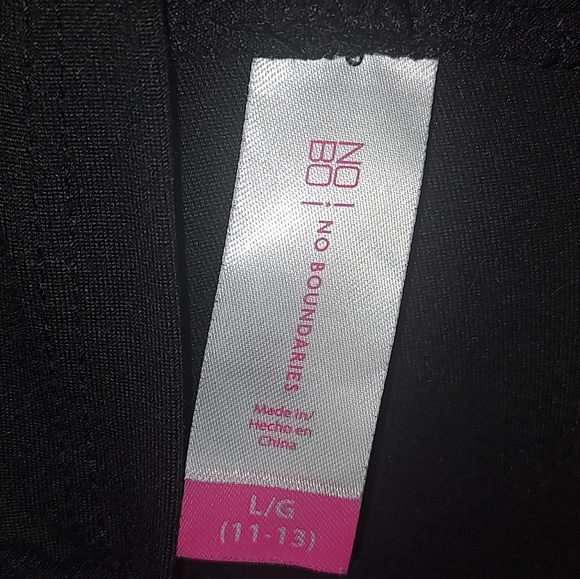 NO!
BO!
NO BOUNDARIES
Made in/
Hecho en
China
L/G
(11-13)